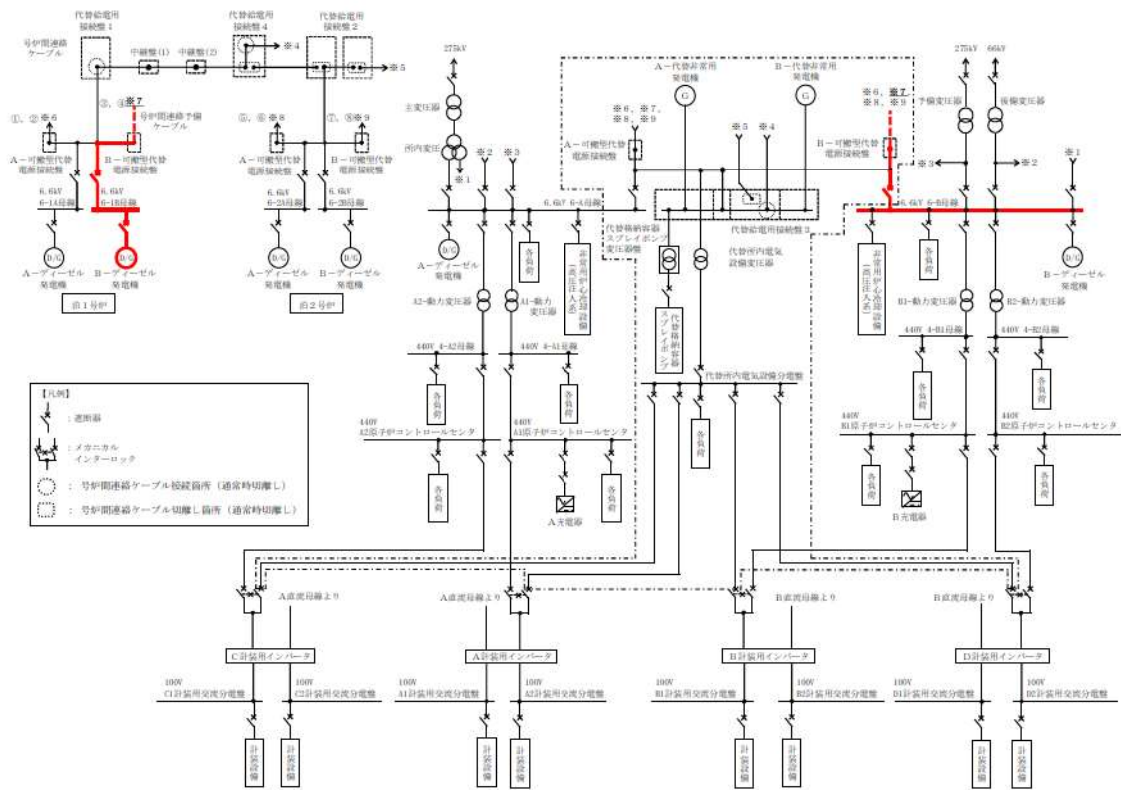 代替給電用
接続盤1
代替給電用
接続盤4
代替給電用
接続盤2
号炉間連絡
ケーブル
中継盤(1)
中継盤(2)
※4
※5
③、④※7
①、②※6
号炉間連絡予備
ケーブル
⑤、⑥※8
⑦、⑧※9
A-可搬型代替
電源接続盤
B-可搬型代替
電源接続盤
A-可搬型代替
電源接続盤
B-可搬型代替
電源接続盤
6.6kV
6-1A母線
6.6kV
6-1B母線
6.6kV
6-2A母線
6.6kV
6-2B母線
D/G
D/G
D/G
D/G
A-ディーゼル
発電機
B-ディーゼル
発電機
A-ディーゼル
発電機
B-ディーゼル
発電機
泊1号炉
泊2号炉
275kV
主変圧器
所内変圧
※1
※2
※3
A-代替非常用
発電機
B-代替非常用
発電機
G
G
※6、※7、
※8、※9
※5
※4
A-可搬型代替
電源接続盤
275kV
66kV
予備変圧器
後備変圧器
※6、※7
※8、※9
B-可搬型代替
電源接続盤
※3
※2
※1
6.6kV 6-A母線
6.6kV 6-B母線
代替格納容器
スプレイポンプ
変圧器盤
代替給電用接続盤3
代替所内電気
設備変圧器
D/G
A-ディーゼル
発電機
各負荷
非常用炉心冷却設備
(高圧注入系)
代替格納容器
スプレイポンプ
非常用炉心冷却設備
(高圧注入系)
各負荷
D/G
B-ディーゼル
発電機
A2-動力変圧器
A1-動力
変圧器
B1-動力変圧器
B2-動力変圧器
440V 4-A2母線
440V 4-A1母線
440V 4-B1母線
440V 4-B2母線
各負荷
各負荷
代替所内電気設備分電盤
各負荷
各負荷
各負荷
440V
A2原子炉コントロールセンタ
440V
A1原子炉コントロールセンタ
440V
B1原子炉コントロールセンタ
440V
B2原子炉コントロールセンタ
各負荷
A充電器
各負荷
各負荷
B充電器
各負荷
【凡例】
:遮断器
:メカニカル
インターロック
: 号炉間連絡ケーブル接続箇所(通常時切離し)
: 号炉間連絡ケーブル切離し箇所(通常時切離し)
A直流母線より
A直流母線より
B直流母線より
B直流母線より
C計装用インバータ
A計装用インバータ
B計装用インバータ
D計装用インバータ
100V
C1計装用交流分電盤
100V
C2計装用交流分電盤
100V
A1計装用交流分電盤
100V
A2計装用交流分電盤
100V
B1計装用交流分電盤
100V
B2計装用交流分電盤
100V
D1計装用交流分電盤
100V
D2計装用交流分電盤
計装設備
計装設備
計装設備
計装設備
計装設備
計装設備
計装設備
計装設備